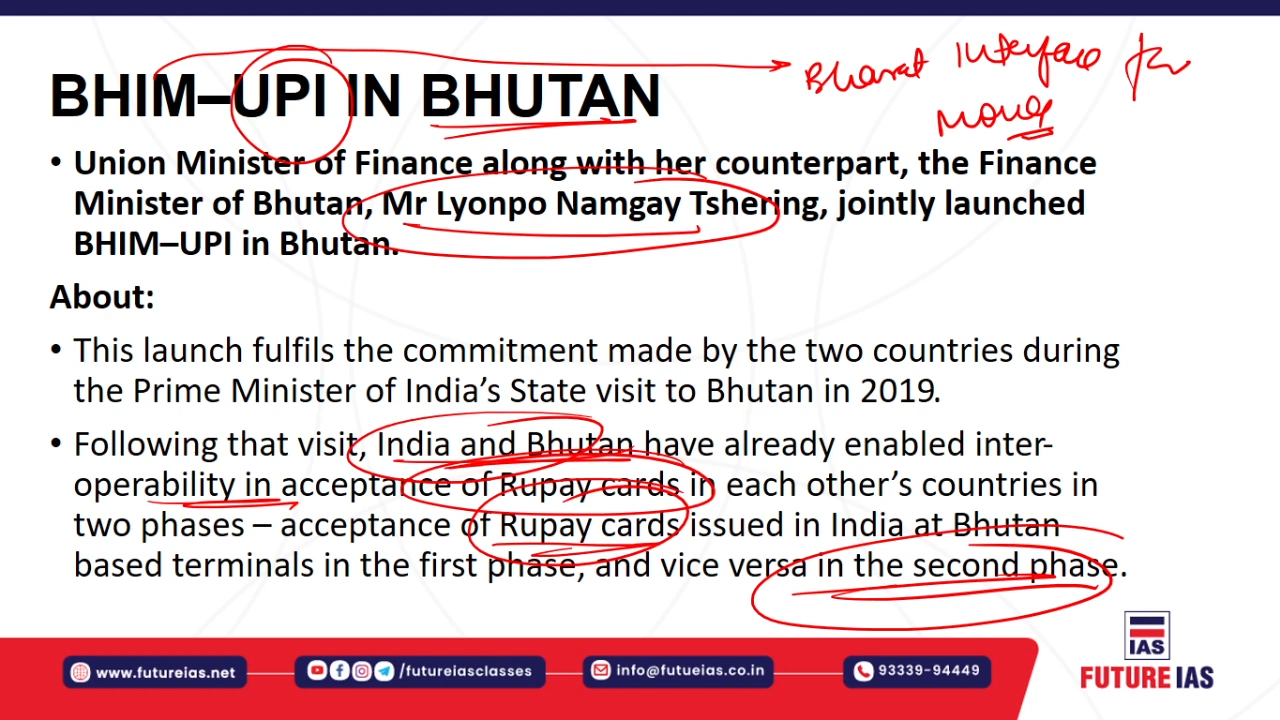 BHIM–UPI IN BHUTAN
Bharat Interface for
Money
• Union Minister of Finance along with her counterpart, the Finance
Minister of Bhutan, Mr Lyonpo Namgay Tshering, jointly launched
BHIM–UPI in Bhutan.
About:
• This launch fulfils the commitment made by the two countries during
the Prime Minister of India’s State visit to Bhutan in 2019.
• Following that visit, India and Bhutan have already enabled inter-
operability in acceptance of Rupay cards in each other’s countries in
two phases – acceptance of Rupay cards issued in India at Bhutan
based terminals in the first phase, and vice versa in the second phase.
IAS
www.futureias.net /futureiasclasses info@futueias.co.in 93339-94449 FUTURE IAS